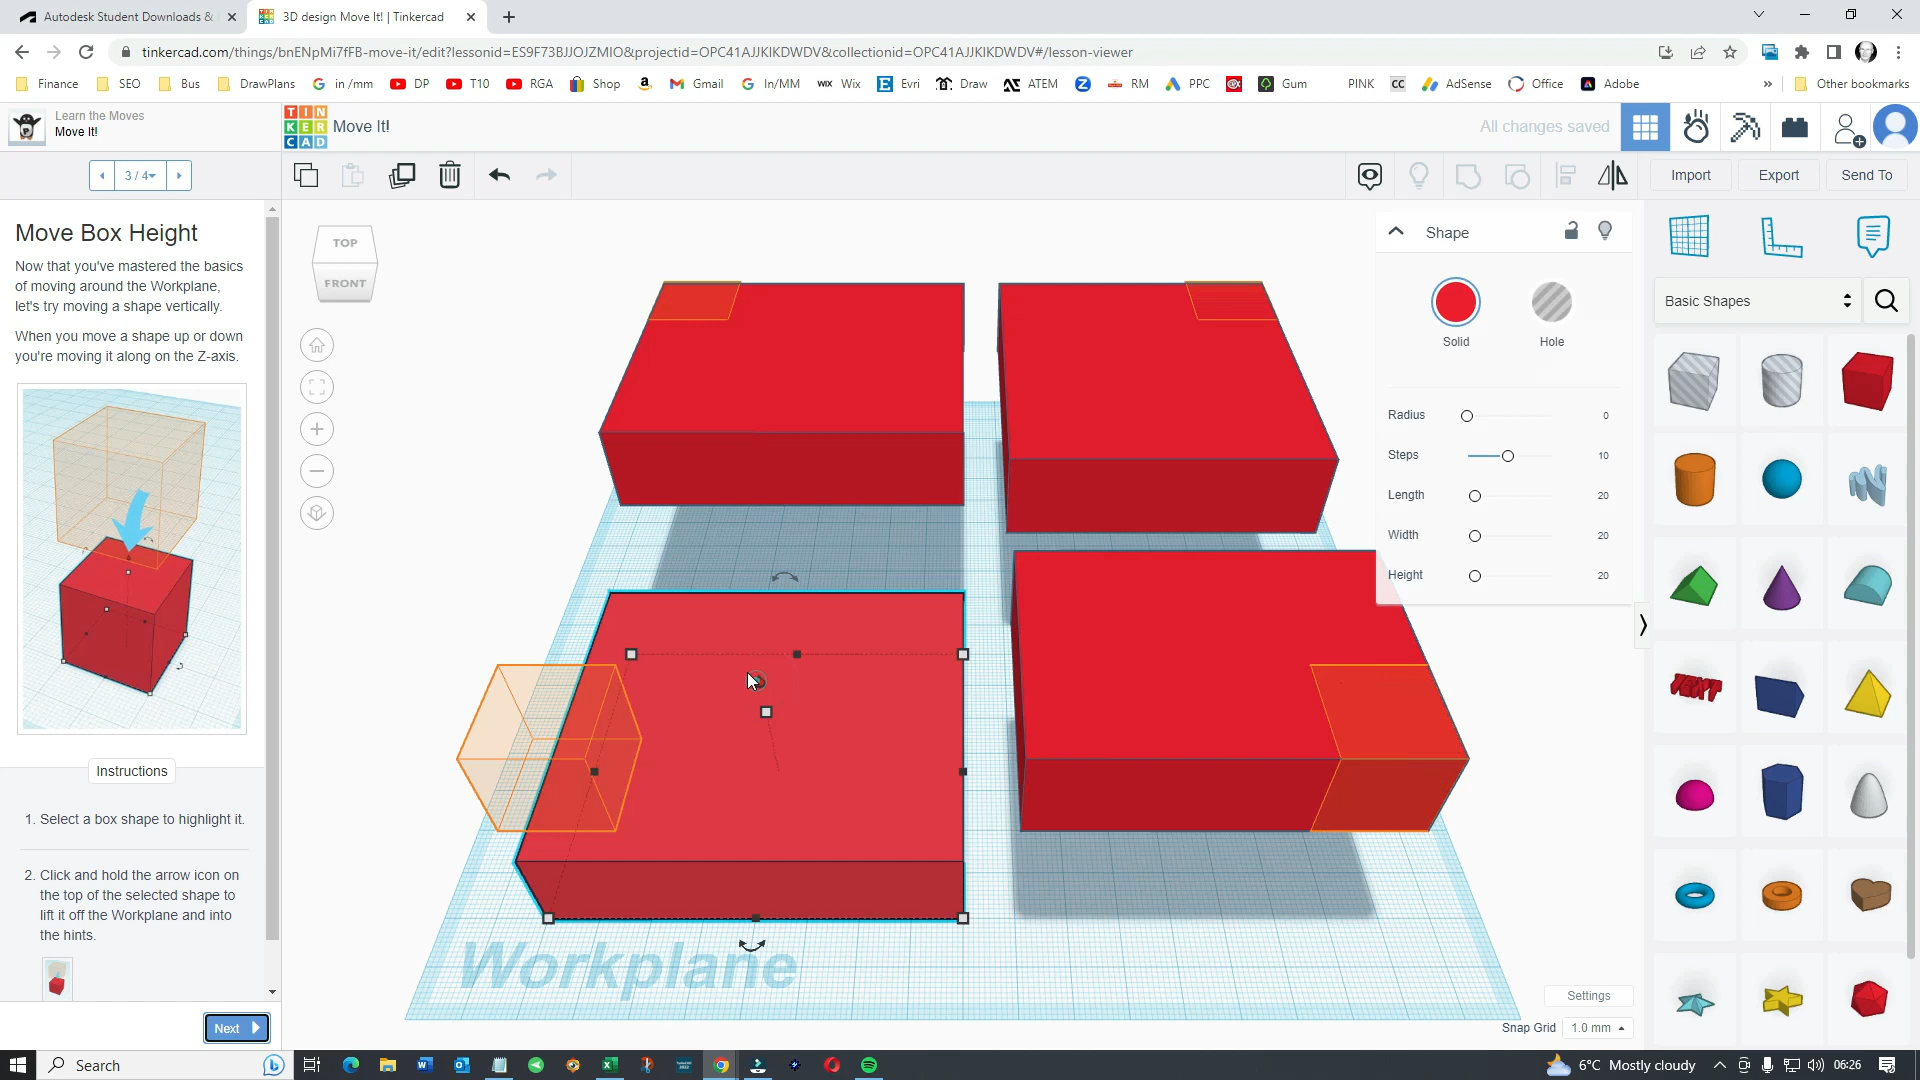 Autodesk Student Downloads &
3D design Move It! | Tinkercad
tinkercad.com/things/bnENpMi7fFB-move-it/edit?lessonid=ES9F73BJJOJZMIO&projectid=OPC41AJJKIKDWDV&collectionid=OPC41AJJKIKDWDV#/lesson-viewer
Finance SEO Bus DrawPlans in /mm DP T10 RGA Shop Gmail In/MM Wix Evri Draw ATEM RM PPC Gum PINK CC AdSense Office Adobe » Other bookmarks
Learn the Moves
Move It!
TIN
KER
CAD
Move It!
All changes saved
3 / 4
Import Export Send To
Move Box Height
Now that you've mastered the basics
of moving around the Workplane,
let's try moving a shape vertically.
When you move a shape up or down
you're moving it along on the Z-axis.
Instructions
1. Select a box shape to highlight it.
2. Click and hold the arrow icon on
the top of the selected shape to
lift it off the Workplane and into
the hints.
Next
TOP
FRONT
Workplane
Shape
Solid Hole
Radius 0
Steps 10
Length 20
Width 20
Height 20
Basic Shapes
TEXT
Settings
Snap Grid 1.0 mm
Search
6°C Mostly cloudy
06:26